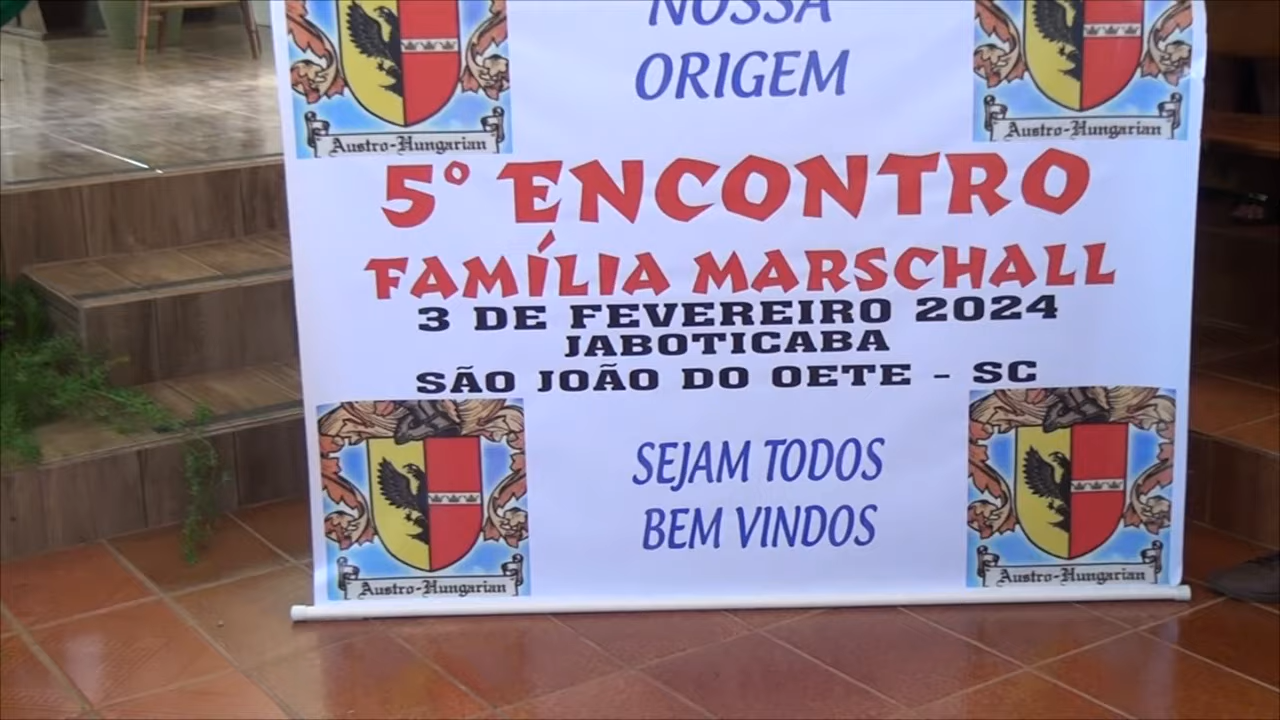 NOSSA
ORIGEM
Austro-Hungarian
Austro-Hungarian
5º ENCONTRO
FAMÍLIA MARSCHALL
3 DE FEVEREIRO 2024
JABOTICABA
SÃO JOÃO DO OETE - SC
SEJAM TODOS
BEM VINDOS
Austro-Hungarian
Austro-Hungarian